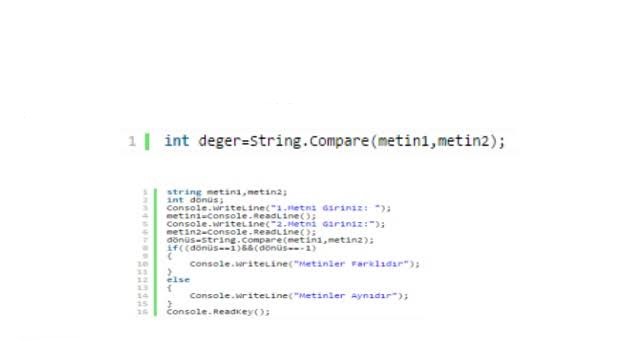 1 int deger=String.Compare(metin1,metin2);
1 string metin1,metin2;
2 int dönüs;
3 Console.WriteLine("1.Metni Giriniz: ");
4 metin1=Console.ReadLine();
5 Console.WriteLine("2.Metni Giriniz:");
6 metin2=Console.ReadLine();
7 dönüs=String.Compare(metin1,metin2);
8 if((dönüs==1)&&(dönüs==-1)
9 {
10 Console.WriteLine("Metinler Farklıdır");
11 }
12 else
13 {
14 Console.WriteLine("Metinler Aynıdır");
15 }
16 Console.ReadKey();